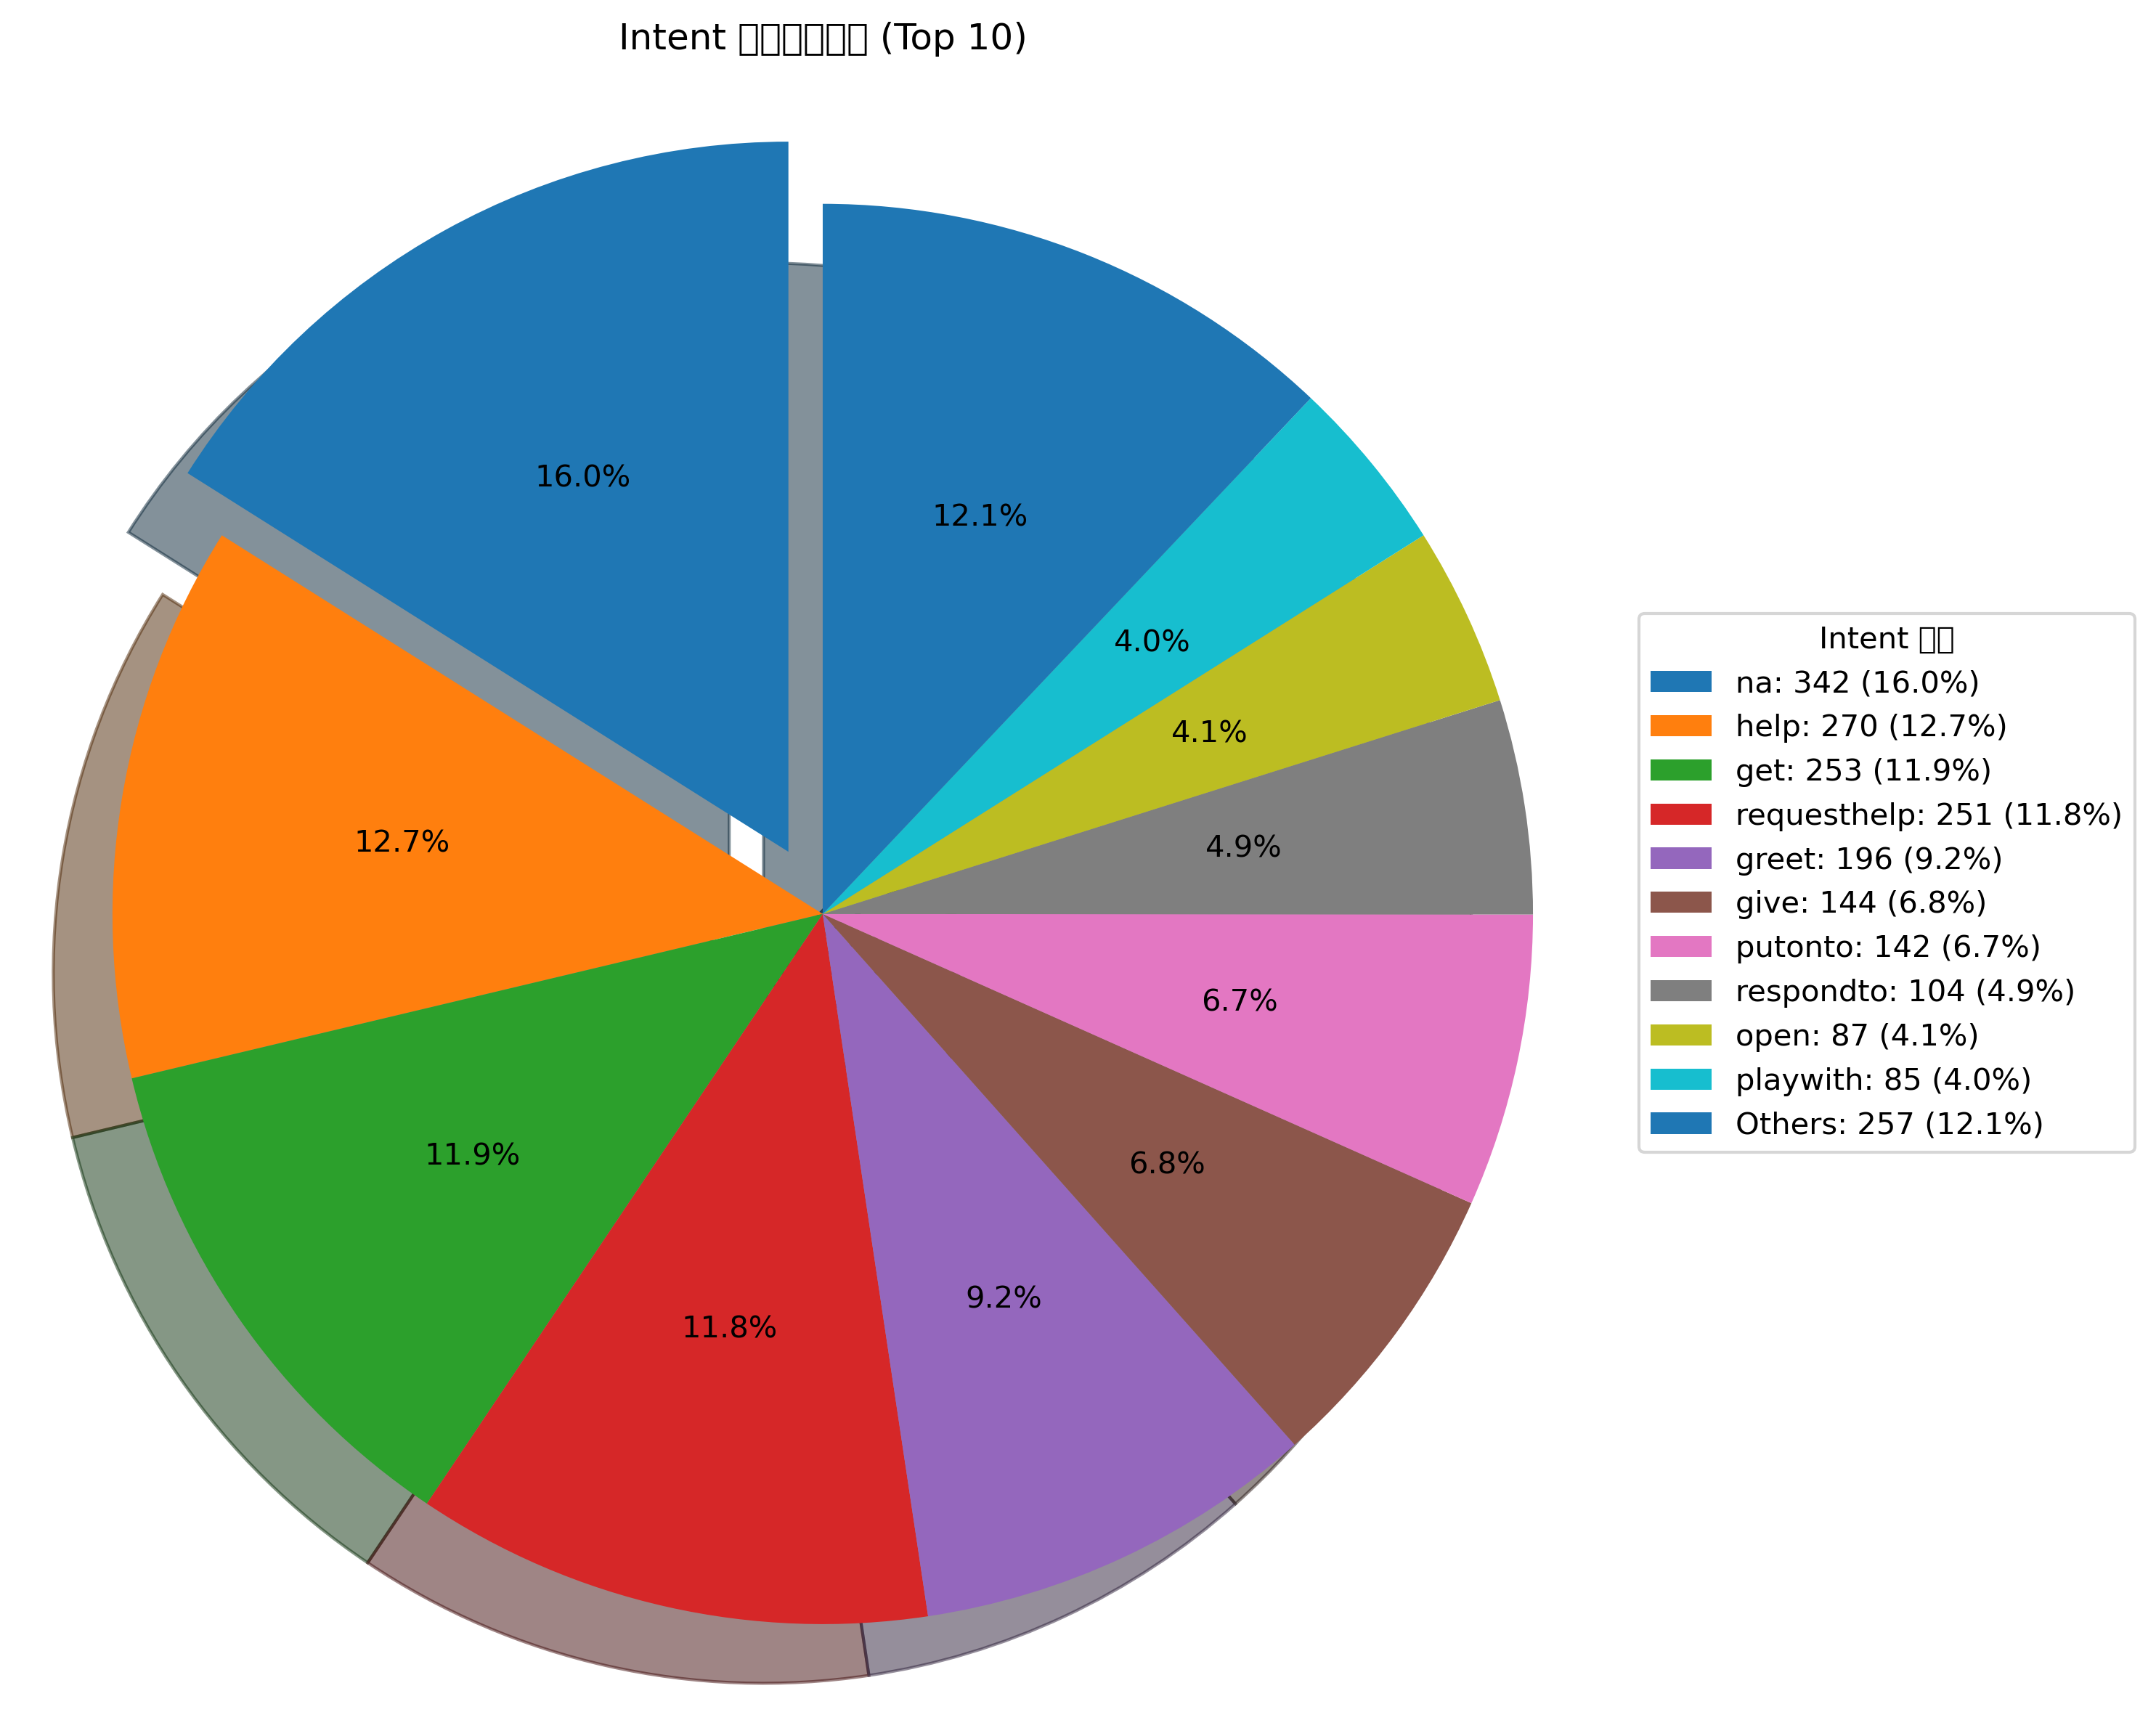 Intent (Top 10)
16.0%
12.1%
4.0%
4.1%
4.9%
12.7%
6.7%
6.8%
11.9%
9.2%
11.8%
Intent
na: 342 (16.0%)
help: 270 (12.7%)
get: 253 (11.9%)
requesthelp: 251 (11.8%)
greet: 196 (9.2%)
give: 144 (6.8%)
putonto: 142 (6.7%)
respondto: 104 (4.9%)
open: 87 (4.1%)
playwith: 85 (4.0%)
Others: 257 (12.1%)